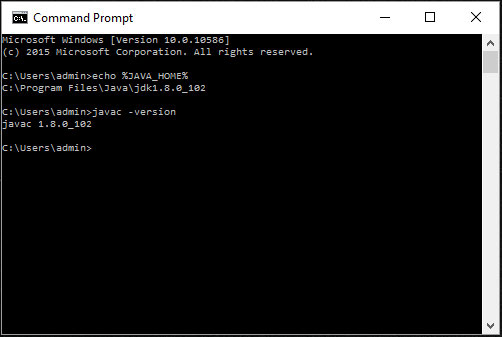 Command Prompt
Microsoft Windows [Version 10.0.10586]
(c) 2015 Microsoft Corporation. All rights reserved.
C:\Users\admin>echo %JAVA_HOME%
C:\Program Files\Java\jdk1.8.0_102
C:\Users\admin>javac -version
javac 1.8.0_102
C:\Users\admin>